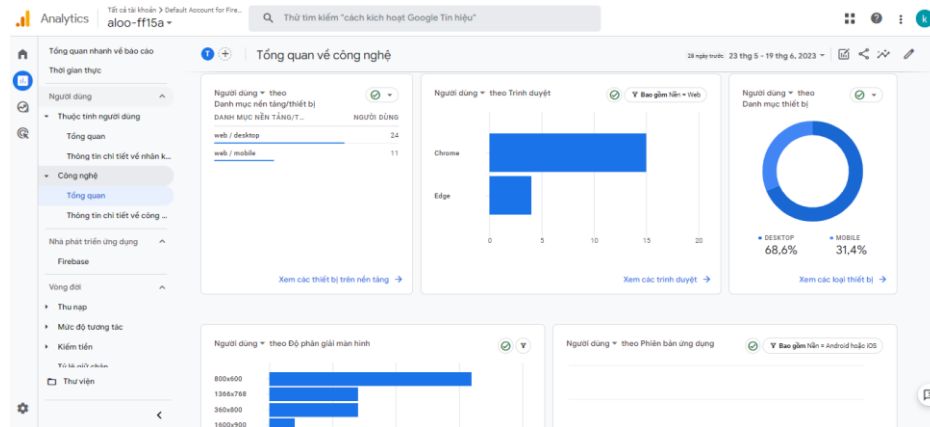 Analytics
Tất cả tài khoản > Default Account for Fire...
aloo-ff15a
Thử tìm kiếm "cách kích hoạt Google Tín hiệu"
k
Tổng quan nhanh về báo cáo
Thời gian thực
Người dùng
Thuộc tính người dùng
Tổng quan
Thông tin chi tiết về nhân k...
Công nghệ
Tổng quan
Thông tin chi tiết về công ...
Nhà phát triển ứng dụng
Firebase
Vòng đời
Thu nạp
Mức độ tương tác
Kiếm tiền
Tỷ lệ giữ chân
Thư viện
T
Tổng quan về công nghệ
28 ngày trước 23 thg 5 - 19 thg 6, 2023
Người dùng theo
Danh mục nền tảng/thiết bị
DANH MỤC NỀN TẢNG/T... NGƯỜI DÙNG
web / desktop 24
web / mobile 11
Xem các thiết bị trên nền tảng
Người dùng theo Trình duyệt
Bao gồm Nền = Web
Chrome
Edge
0 5 10 15 20
Xem các trình duyệt
Người dùng theo
Danh mục thiết bị
DESKTOP MOBILE
68,6% 31,4%
Xem các loại thiết bị
Người dùng theo Độ phân giải màn hình
800x600
1366x768
360x800
1600x900
Người dùng theo Phiên bản ứng dụng
Bao gồm Nền = Android hoặc iOS